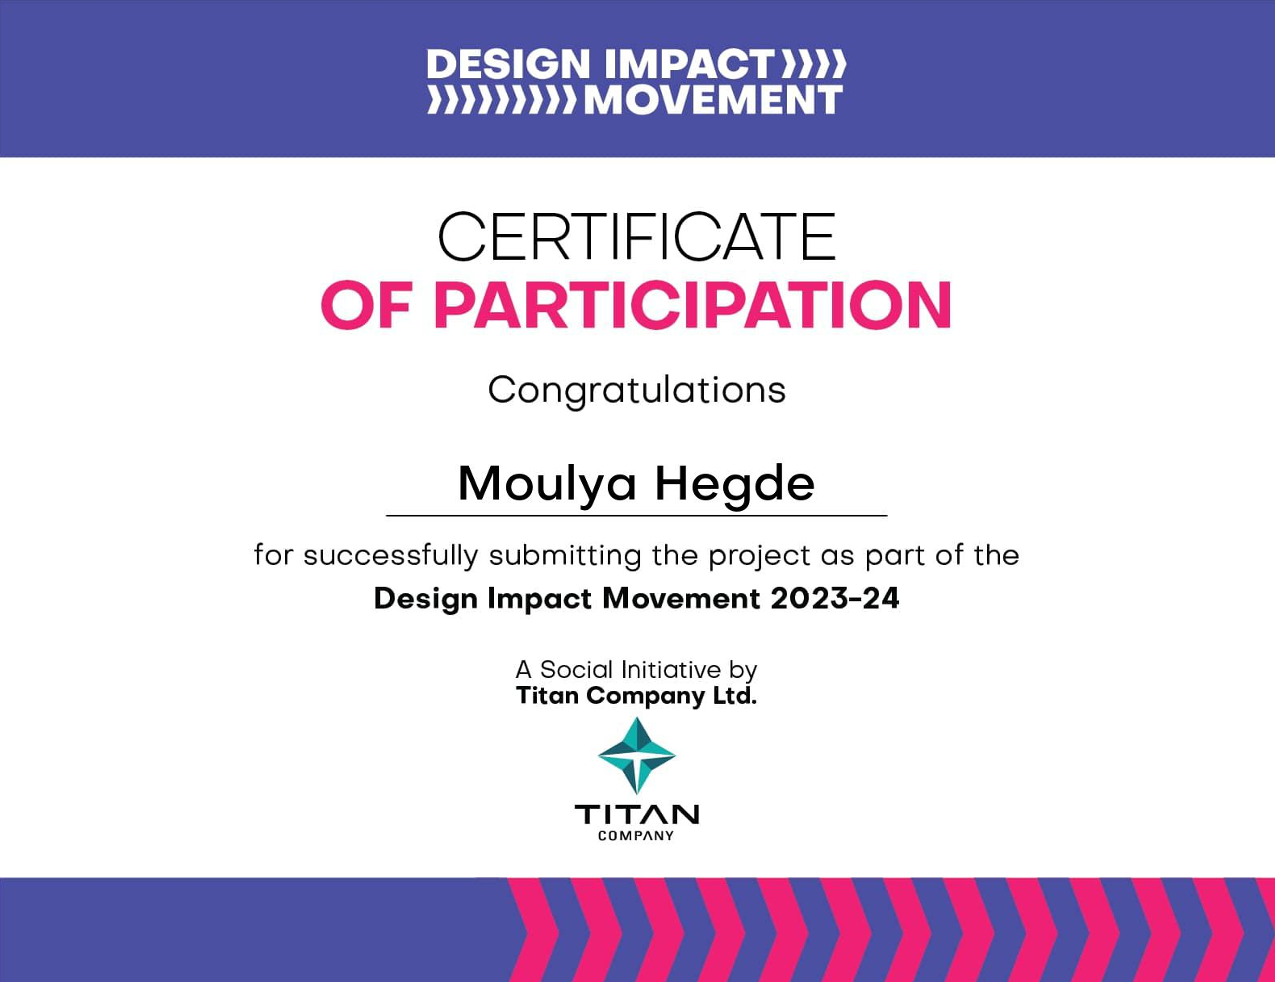 DESIGN IMPACT
MOVEMENT
CERTIFICATE
OF PARTICIPATION
Congratulations
Moulya Hegde
for successfully submitting the project as part of the
Design Impact Movement 2023-24
A Social Initiative by
Titan Company Ltd.
TITAN
COMPANY